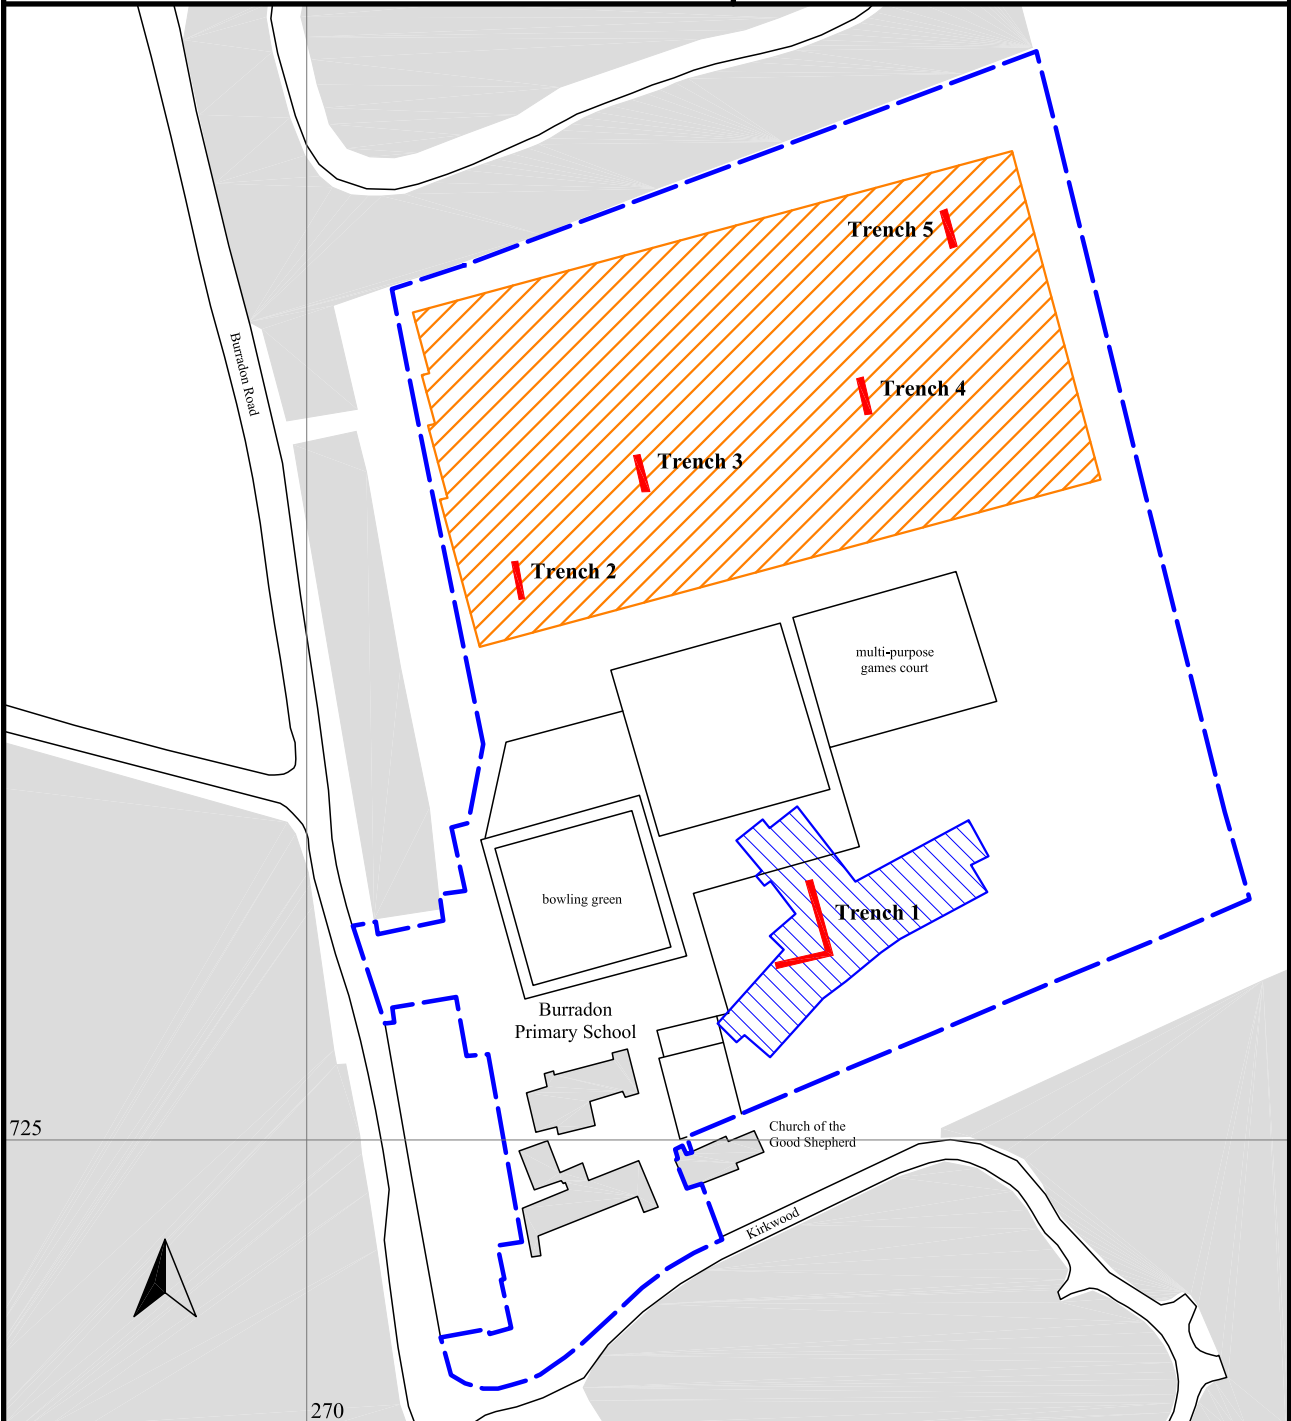 Trench 5
Burradon Road
Trench 4
Trench 3
Trench 2
multi-purpose
games court
bowling green
Trench 1
Burradon
Primary School
725
Church of the
Good Shepherd
Kirkwood
270